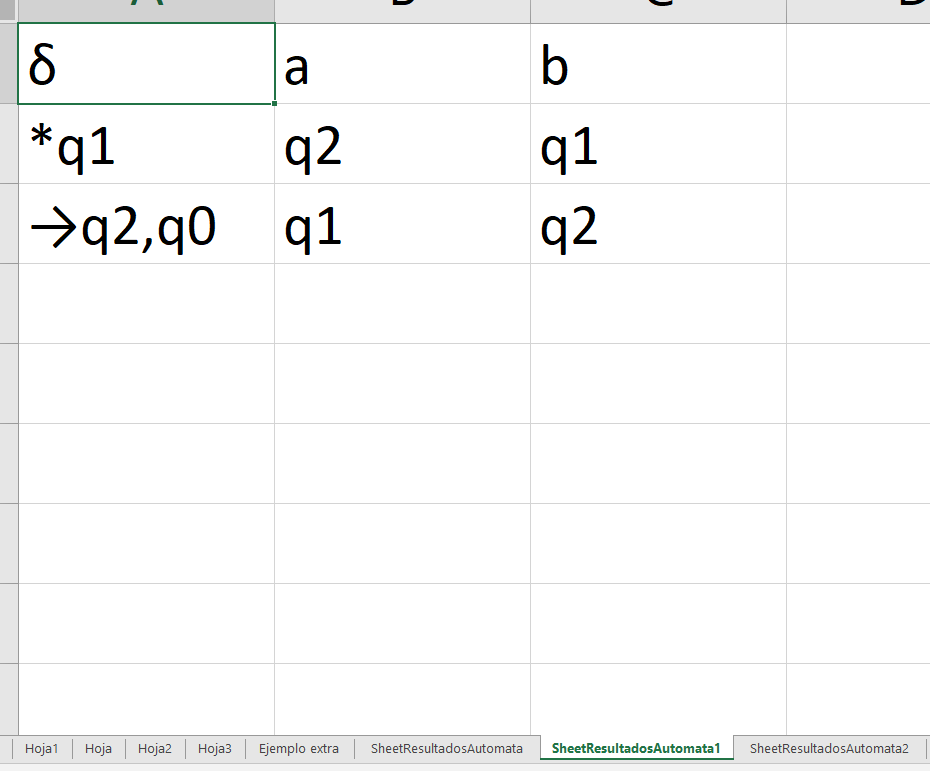 A B C D
δ a b
*q1 q2 q1
→q2,q0 q1 q2
Hoja1 Hoja Hoja2 Hoja3 Ejemplo extra SheetResultadosAutomata SheetResultadosAutomata1 SheetResultadosAutomata2